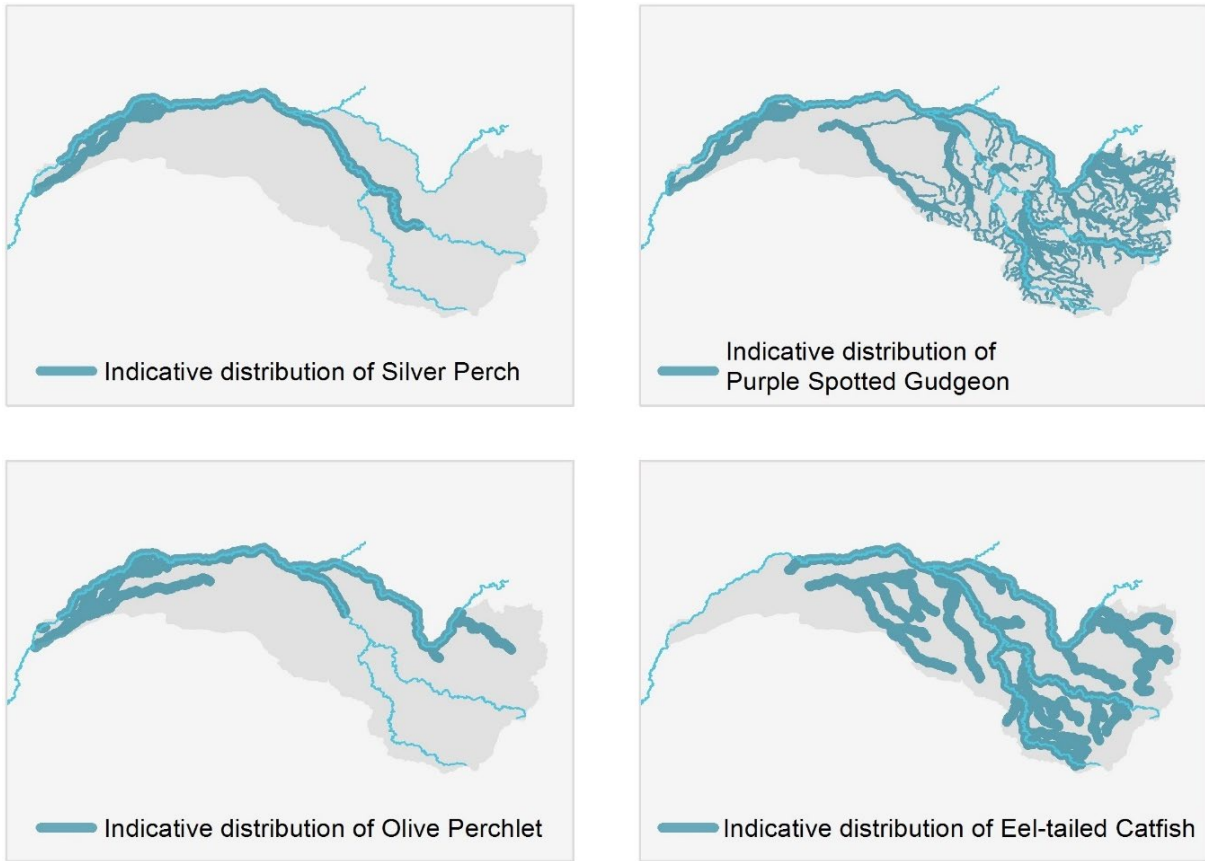 Indicative distribution of Silver Perch
Indicative distribution of
Purple Spotted Gudgeon
Indicative distribution of Olive Perchlet
Indicative distribution of Eel-tailed Catfish